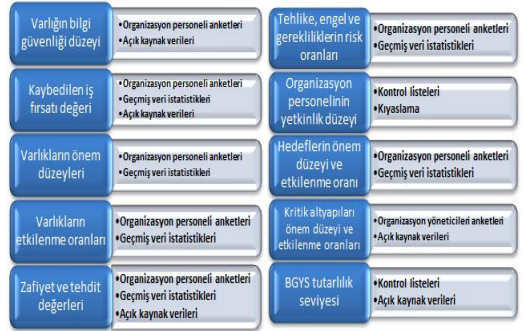 Varlığın bilgi
güvenliği düzeyi
•Organizasyon personeli anketleri
•Açık kaynak verileri
Kaybedilen iş
fırsatı değeri
•Organizasyon personeli anketleri
•Geçmiş veri istatistikleri
•Açık kaynak verileri
Varlıkların önem
düzeyleri
•Organizasyon personeli anketleri
•Geçmiş veri istatistikleri
Varlıkların
etkilenme oranları
•Organizasyon personeli anketleri
•Geçmiş veri istatistikleri
Zafiyet ve tehdit
değerleri
•Organizasyon personeli anketleri
•Geçmiş veri istatistikleri
•Açık kaynak verileri
Tehlike, engel ve
gerekliliklerin risk
oranları
•Organizasyon personeli anketleri
•Geçmiş veri istatistikleri
Organizasyon
personelinin
yetkinlik düzeyi
•Kontrol listeleri
•Kıyaslama
Hedeflerin önem
düzeyi ve
etkilenme oranı
•Organizasyon personeli anketleri
•Geçmiş veri istatistikleri
Kritik altyapıları
önem düzeyi ve
etkilenme oranları
•Organizasyon yöneticileri anketleri
•Açık kaynak verileri
BGYS tutarlılık
seviyesi
•Kontrol listeleri
•Açık kaynak verileri